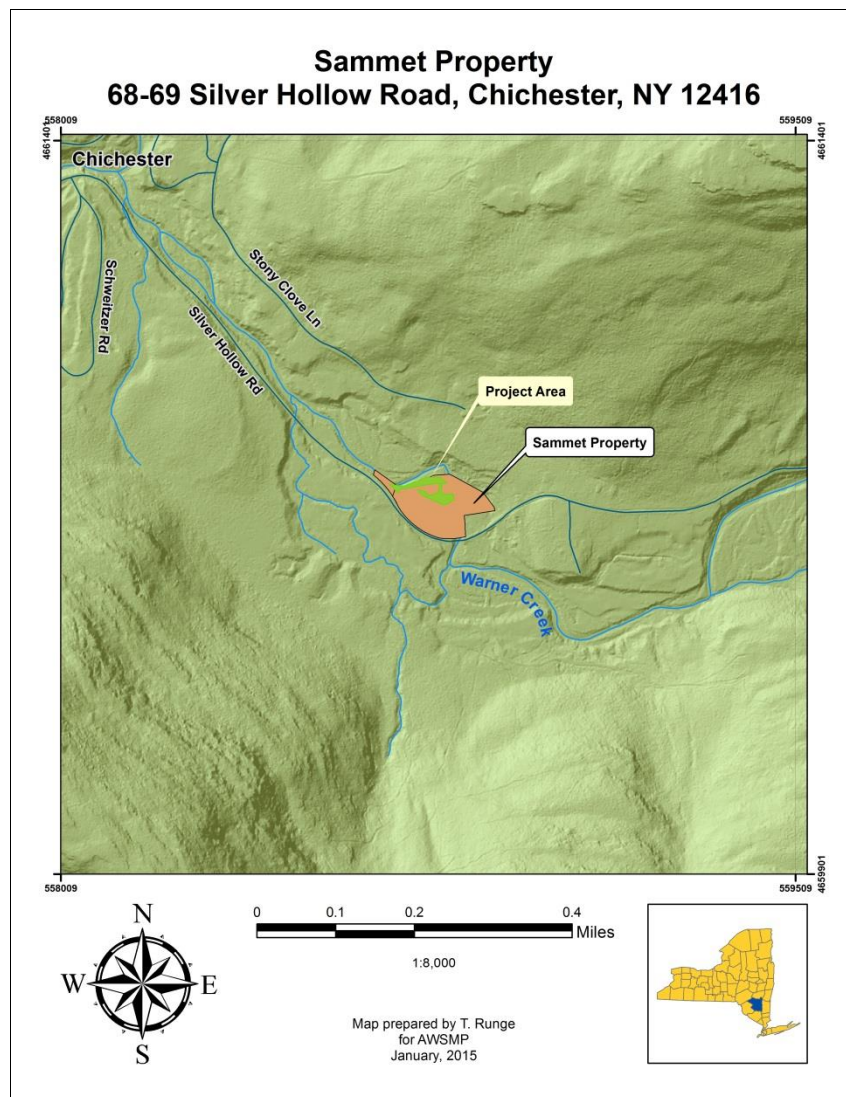 Sammet Property
68-69 Silver Hollow Road, Chichester, NY 12416
558009
559509
4661401
4661401
Chichester
Schweitzer Rd
Silver Hollow Rd
Stony Clove Ln
Project Area
Sammet Property
Warner Creek
4659901
558009
559509
N
W
E
S
0
0.1
0.2
0.4
Miles
1:8,000
Map prepared by T. Runge
for AWSMP
January, 2015